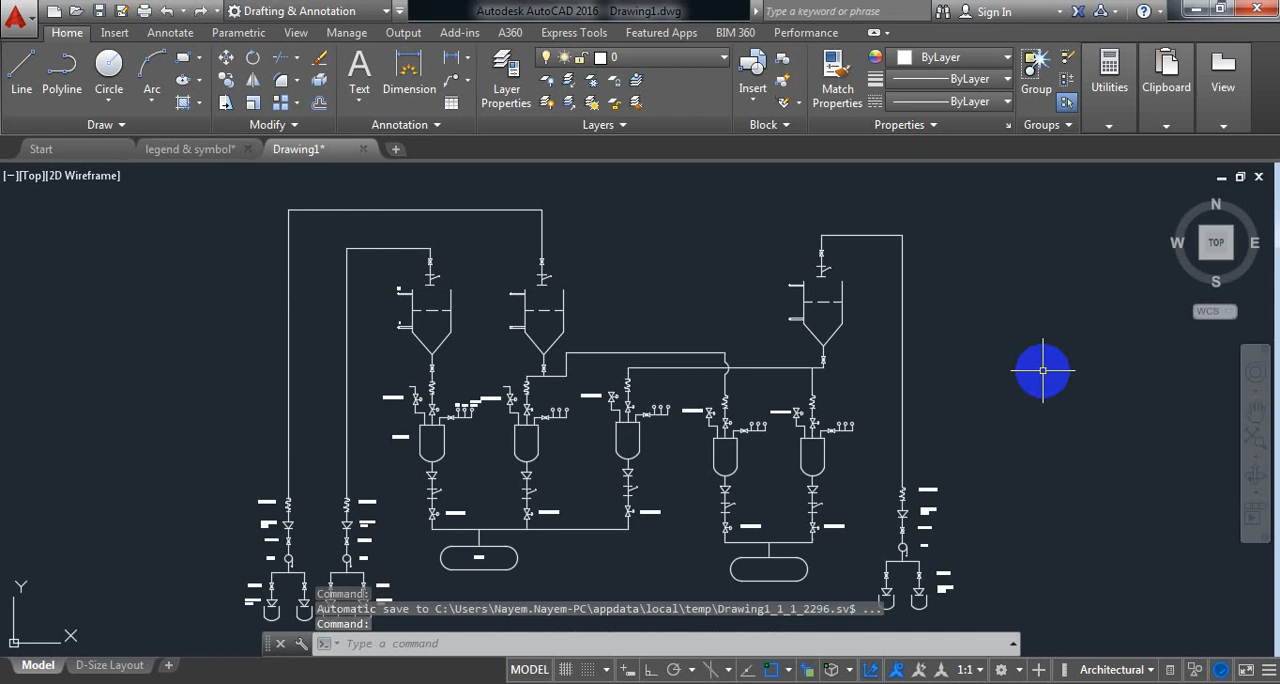 Drafting & Annotation
Autodesk AutoCAD 2016 Drawing1.dwg
Type a keyword or phrase
Sign In
Home Insert Annotate Parametric View Manage Output Add-ins A360 Express Tools Featured Apps BIM 360 Performance
0
ByLayer
Line Polyline Circle Arc
Text Dimension
Layer Properties
Insert
Match Properties
ByLayer
ByLayer
Group
Utilities Clipboard View
Draw Modify Annotation Layers Block Properties Groups
Start legend & symbol* Drawing1*
[−][Top][2D Wireframe]
N
W TOP E
S
WCS
Y
X
Command:
Automatic save to C:\Users\Nayem.Nayem-PC\appdata\local\temp\Drawing1_1_1_2296.sv$ ...
Command:
Type a command
Model D-Size Layout
MODEL 1:1 Architectural